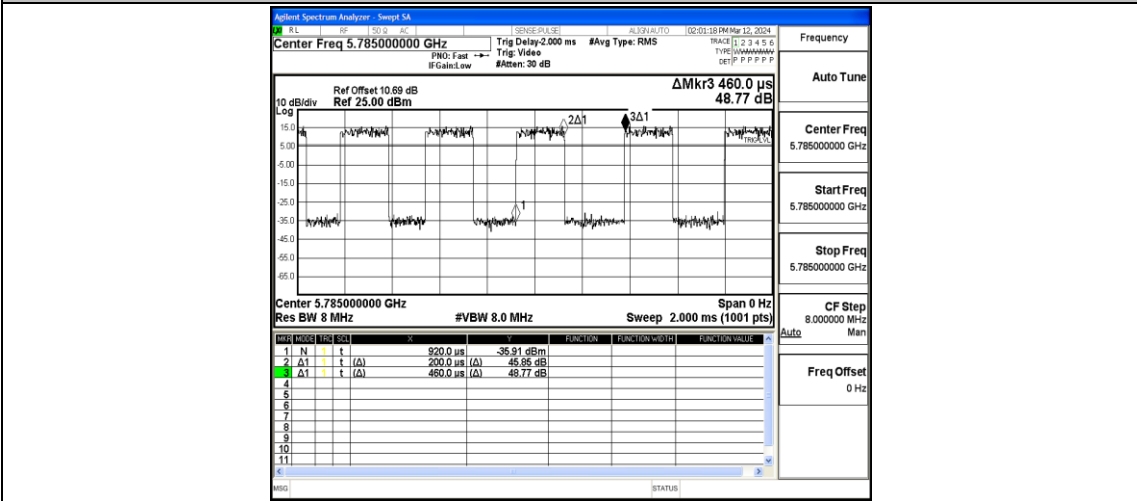 Agilent Spectrum Analyzer - Swept SA
RL RF 50 Ω AC SENSE:PULSE ALIGN AUTO 02:01:18 PM Mar 12, 2024
Center Freq 5.785000000 GHz
PNO: Fast
IFGain:Low
Trig Delay-2.000 ms
Trig: Video
#Atten: 30 dB
#Avg Type: RMS
TRACE 1 2 3 4 5 6
TYPE WWWWWW
DET P P P P P P
ΔMkr3 460.0 µs
48.77 dB
Ref Offset 10.69 dB
10 dB/div Ref 25.00 dBm
Log
15.0
5.00
-5.00
-15.0
-25.0
-35.0
-45.0
-55.0
-65.0
2Δ1
3Δ1
1
TRIG LVL
Center 5.785000000 GHz Span 0 Hz
Res BW 8 MHz #VBW 8.0 MHz Sweep 2.000 ms (1001 pts)
MKR MODE TRC SCL X Y FUNCTION FUNCTION WIDTH FUNCTION VALUE
1 N 1 t 920.0 µs -35.91 dBm
2 Δ1 1 t (Δ) 200.0 µs (Δ) 45.85 dB
3 Δ1 1 t (Δ) 460.0 µs (Δ) 48.77 dB
4
5
6
7
8
9
10
11
MSG STATUS
Frequency
Auto Tune
Center Freq
5.785000000 GHz
Start Freq
5.785000000 GHz
Stop Freq
5.785000000 GHz
CF Step
8.000000 MHz
Auto Man
Freq Offset
0 Hz